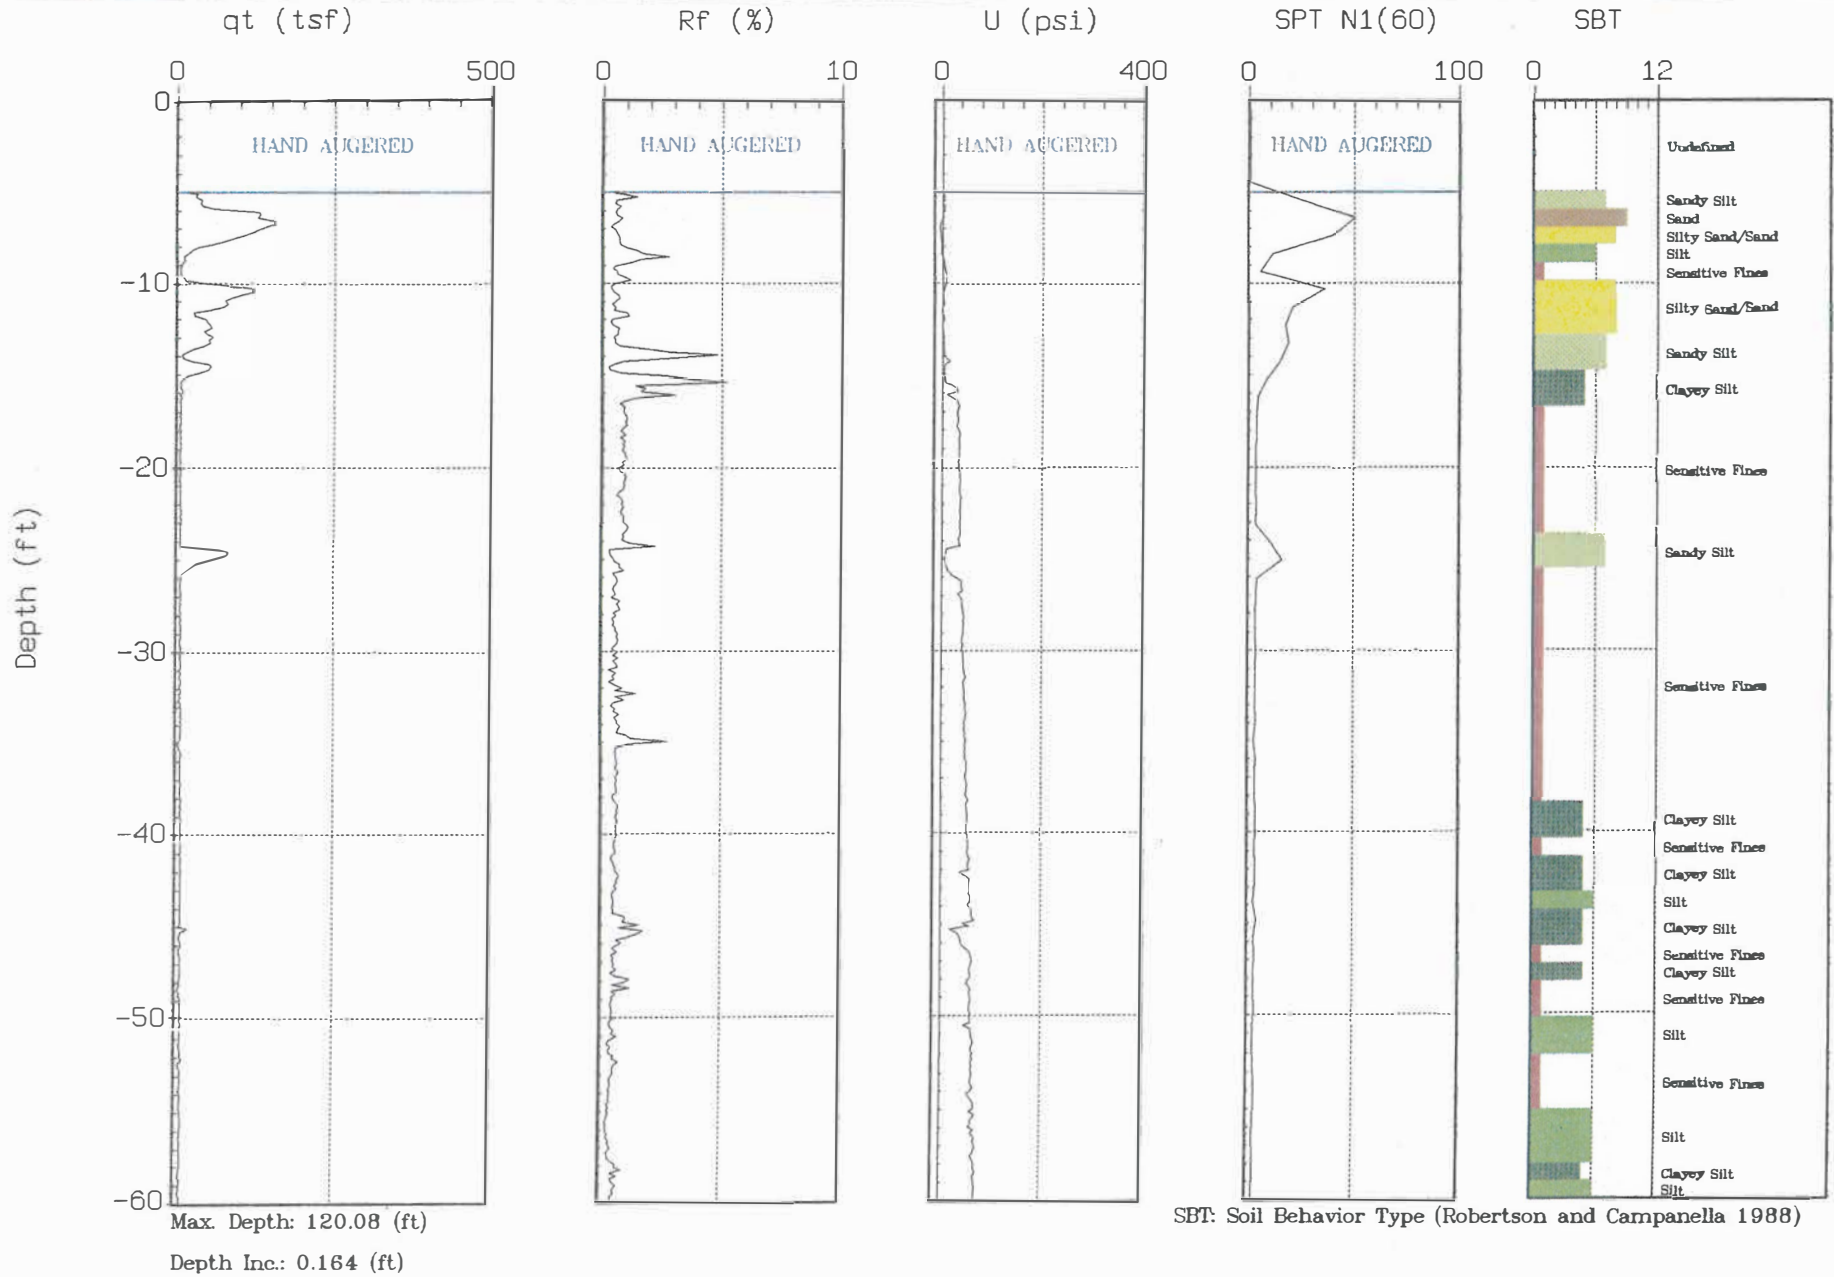 qt (tsf)
Rf (%)
U (psi)
SPT N1(60)
SBT
0 500
0 10
0 400
0 100
0 12
0
HAND AUGERED
HAND AUGERED
HAND AUGERED
HAND AUGERED
Undefined
Sandy Silt
Sand
Silty Sand/Sand
Silt
Sensitive Fines
-10
Silty Sand/Sand
Sandy Silt
Clayey Silt
-20
Sensitive Fines
Sandy Silt
Depth (ft)
-30
Sensitive Fines
Clayey Silt
-40
Sensitive Fines
Clayey Silt
Silt
Clayey Silt
Sensitive Fines
Clayey Silt
Sensitive Fines
-50
Silt
Sensitive Fines
Silt
Clayey Silt
Silt
-60
Max. Depth: 120.08 (ft)
SBT: Soil Behavior Type (Robertson and Campanella 1988)
Depth Inc.: 0.164 (ft)